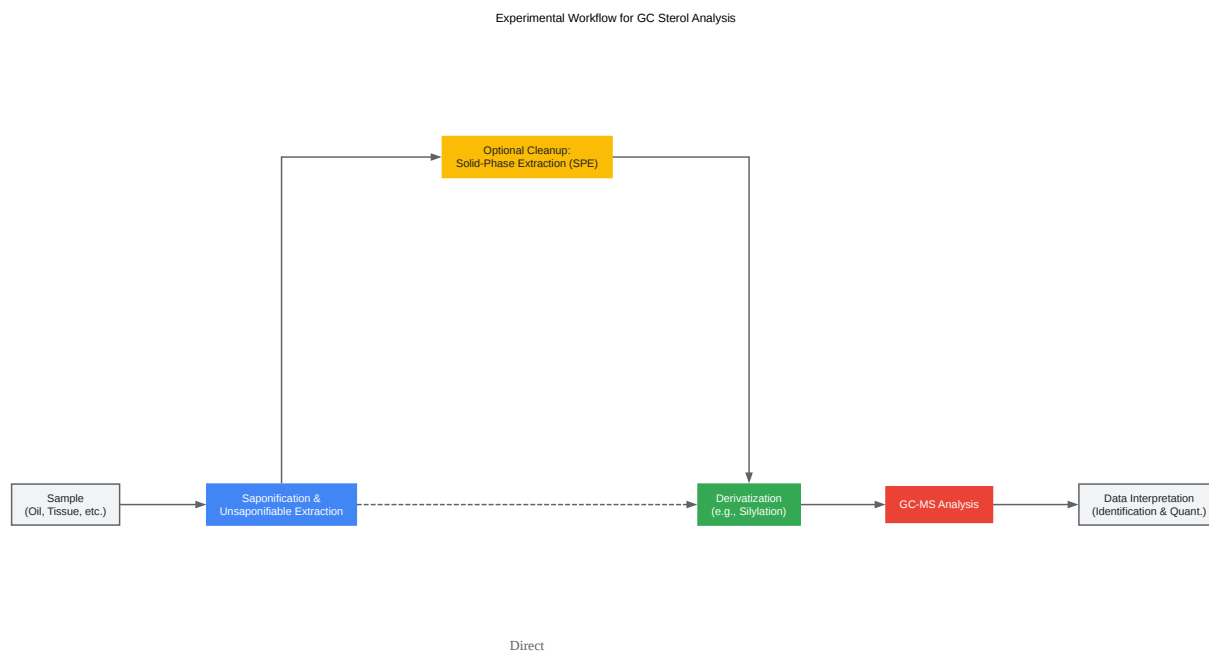 Experimental Workflow for GC Sterol Analysis
Optional Cleanup:
Solid-Phase Extraction (SPE)
Sample
(Oil, Tissue, etc.)
Saponification &
Unsaponifiable Extraction
Derivatization
(e.g., Silylation)
GC-MS Analysis
Data Interpretation
(Identification & Quant.)
Direct